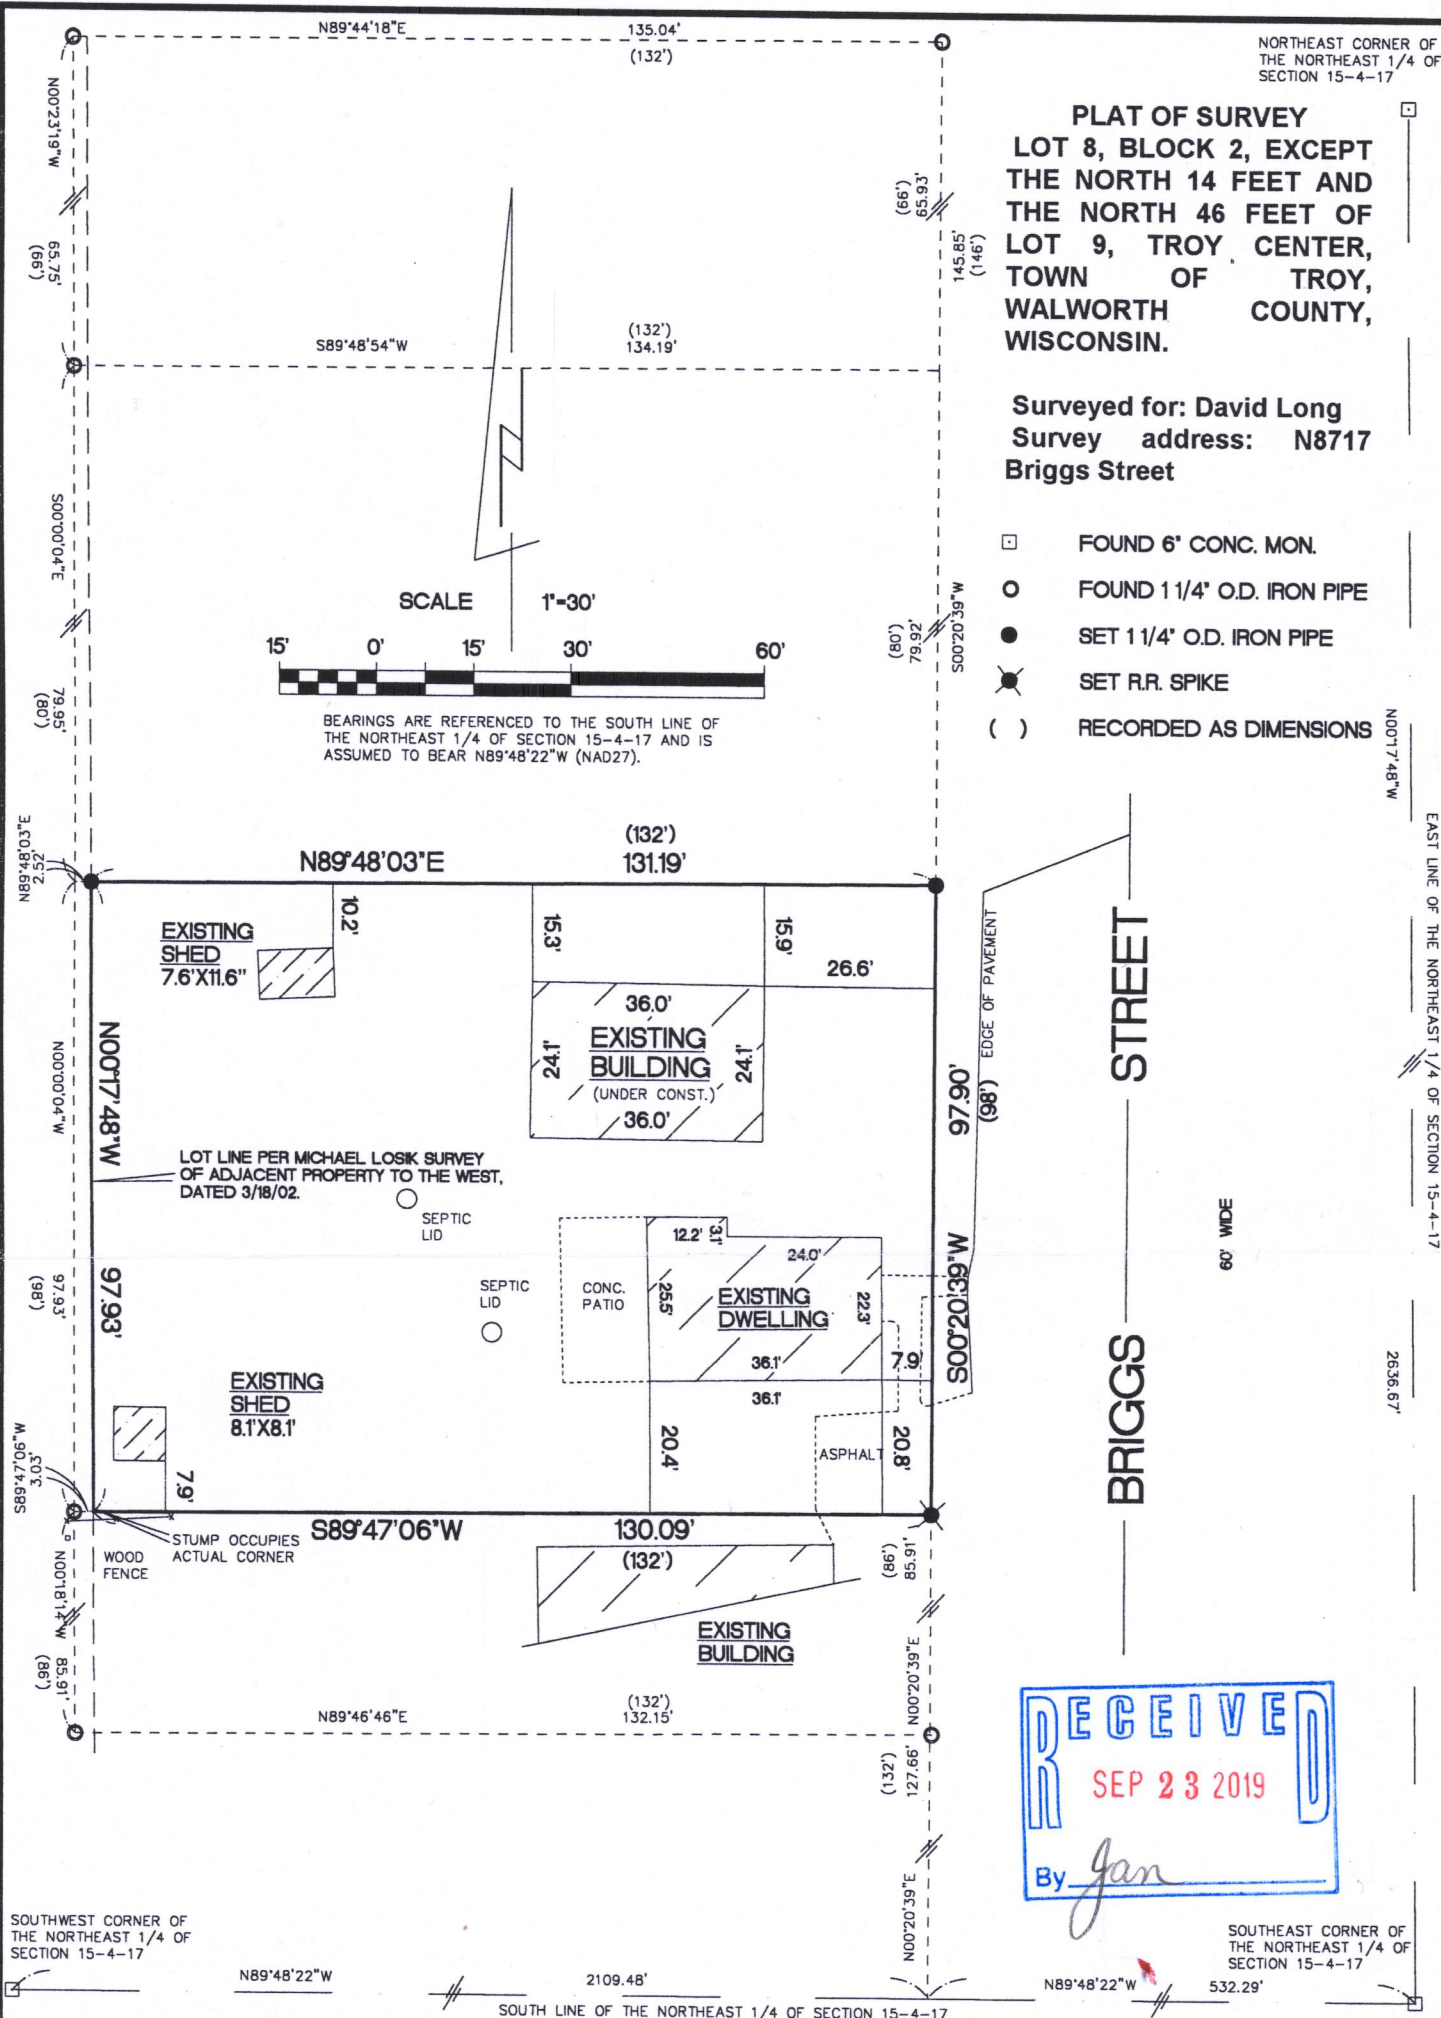 N89°44'18"E
135.04'
(132')
NORTHEAST CORNER OF
THE NORTHEAST 1/4 OF
SECTION 15-4-17
PLAT OF SURVEY
LOT 8, BLOCK 2, EXCEPT
THE NORTH 14 FEET AND
THE NORTH 46 FEET OF
LOT 9, TROY CENTER,
TOWN OF TROY,
WALWORTH COUNTY,
WISCONSIN.
Surveyed for: David Long
Survey address: N8717
Briggs Street
FOUND 6" CONC. MON.
FOUND 1 1/4" O.D. IRON PIPE
SET 1 1/4" O.D. IRON PIPE
SET R.R. SPIKE
( ) RECORDED AS DIMENSIONS
N00°23'19"W
65.75'
(66')
(66')
65.93'
145.85'
(146')
S89°48'54"W
(132')
134.19'
S00°00'04"E
79.95'
(80')
(80')
79.92'
S00°20'39"W
SCALE 1"=30'
15' 0' 15' 30' 60'
BEARINGS ARE REFERENCED TO THE SOUTH LINE OF
THE NORTHEAST 1/4 OF SECTION 15-4-17 AND IS
ASSUMED TO BEAR N89°48'22"W (NAD27).
N00°17'48"W
EAST LINE OF THE NORTHEAST 1/4 OF SECTION 15-4-17
2636.67'
N89°48'03"E
2.52'
N89°48'03"E
(132')
131.19'
EXISTING
SHED
7.6'X11.6"
10.2'
15.3'
15.9'
26.6'
36.0'
EXISTING
BUILDING
(UNDER CONST.)
36.0'
24.1'
24.1'
N00°17'48"W
97.93'
N00°00'04"W
97.93'
(98')
97.90'
(98')
S00°20'39"W
EDGE OF PAVEMENT
BRIGGS STREET
60' WIDE
LOT LINE PER MICHAEL LOSIK SURVEY
OF ADJACENT PROPERTY TO THE WEST,
DATED 3/18/02.
SEPTIC
LID
SEPTIC
LID
CONC.
PATIO
12.2'
3.1'
24.0'
25.5'
EXISTING
DWELLING
22.3'
36.1'
7.9'
36.1'
20.4'
20.8'
ASPHALT
EXISTING
SHED
8.1'X8.1'
7.9'
S89°47'06"W
3.03'
STUMP OCCUPIES
ACTUAL CORNER
WOOD
FENCE
S89°47'06"W
130.09'
(132')
N00°18'14"W
85.91'
(86')
(86')
85.91'
N00°20'39"E
EXISTING
BUILDING
N89°46'46"E
(132')
132.15'
(132')
127.66'
N00°20'39"E
RECEIVED
SEP 23 2019
By Jan
SOUTHWEST CORNER OF
THE NORTHEAST 1/4 OF
SECTION 15-4-17
SOUTHEAST CORNER OF
THE NORTHEAST 1/4 OF
SECTION 15-4-17
N89°48'22"W
2109.48'
N89°48'22"W
532.29'
SOUTH LINE OF THE NORTHEAST 1/4 OF SECTION 15-4-17